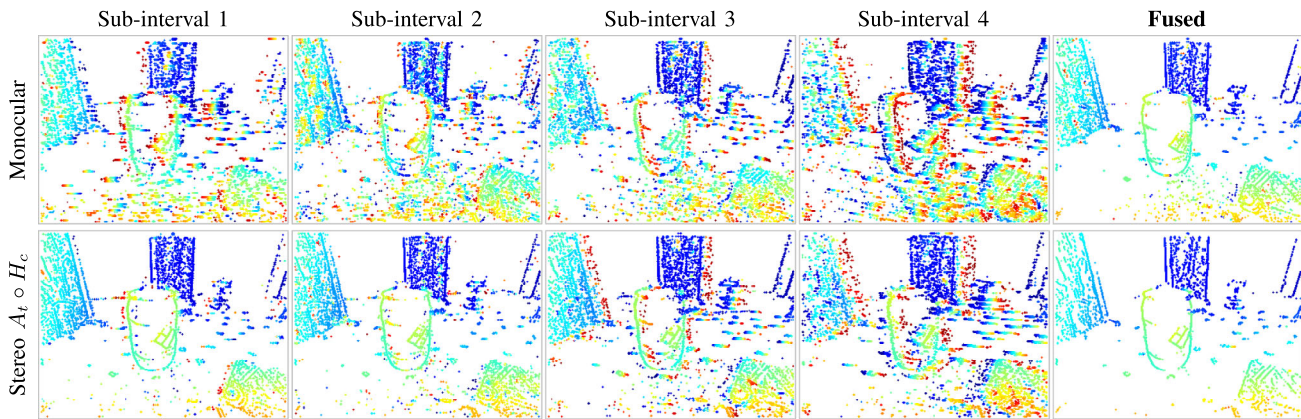 Sub-interval 1 Sub-interval 2 Sub-interval 3 Sub-interval 4 Fused
Monocular
Stereo A_t ∘ H_c